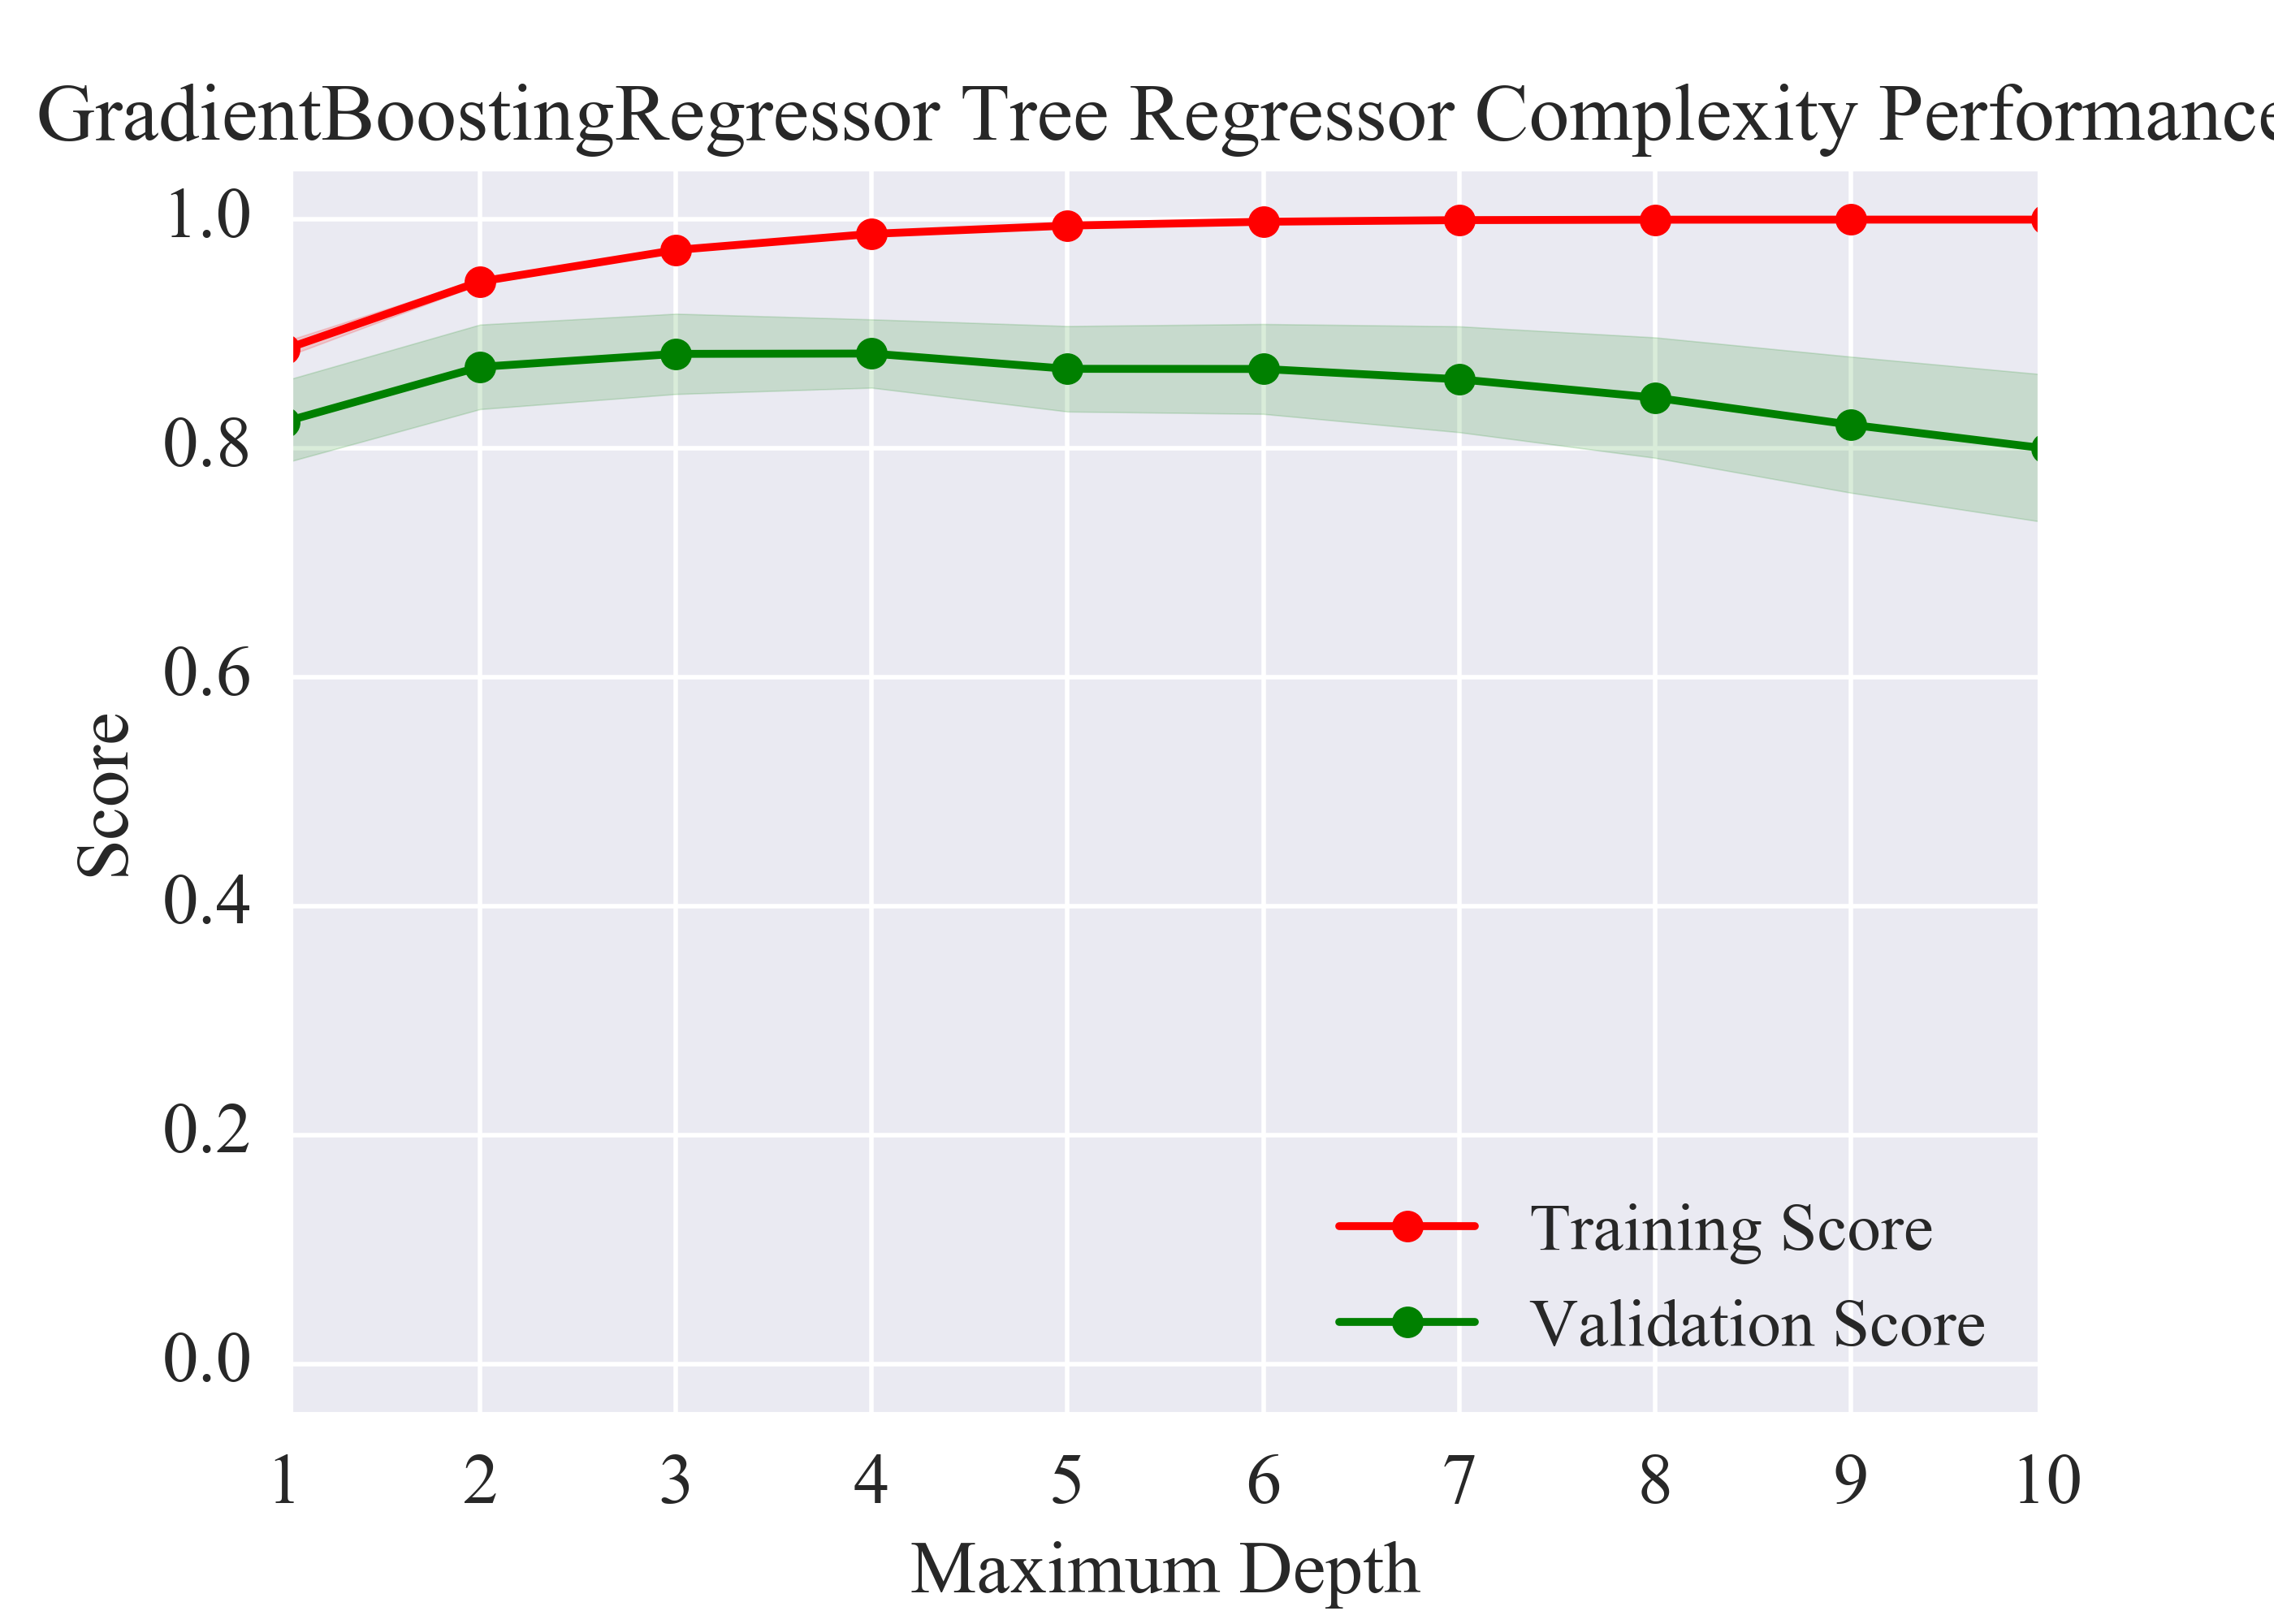 GradientBoostingRegressor Tree Regressor Complexity Performance
1.0
0.8
0.6
0.4
0.2
0.0
Score
Training Score
Validation Score
1 2 3 4 5 6 7 8 9 10
Maximum Depth